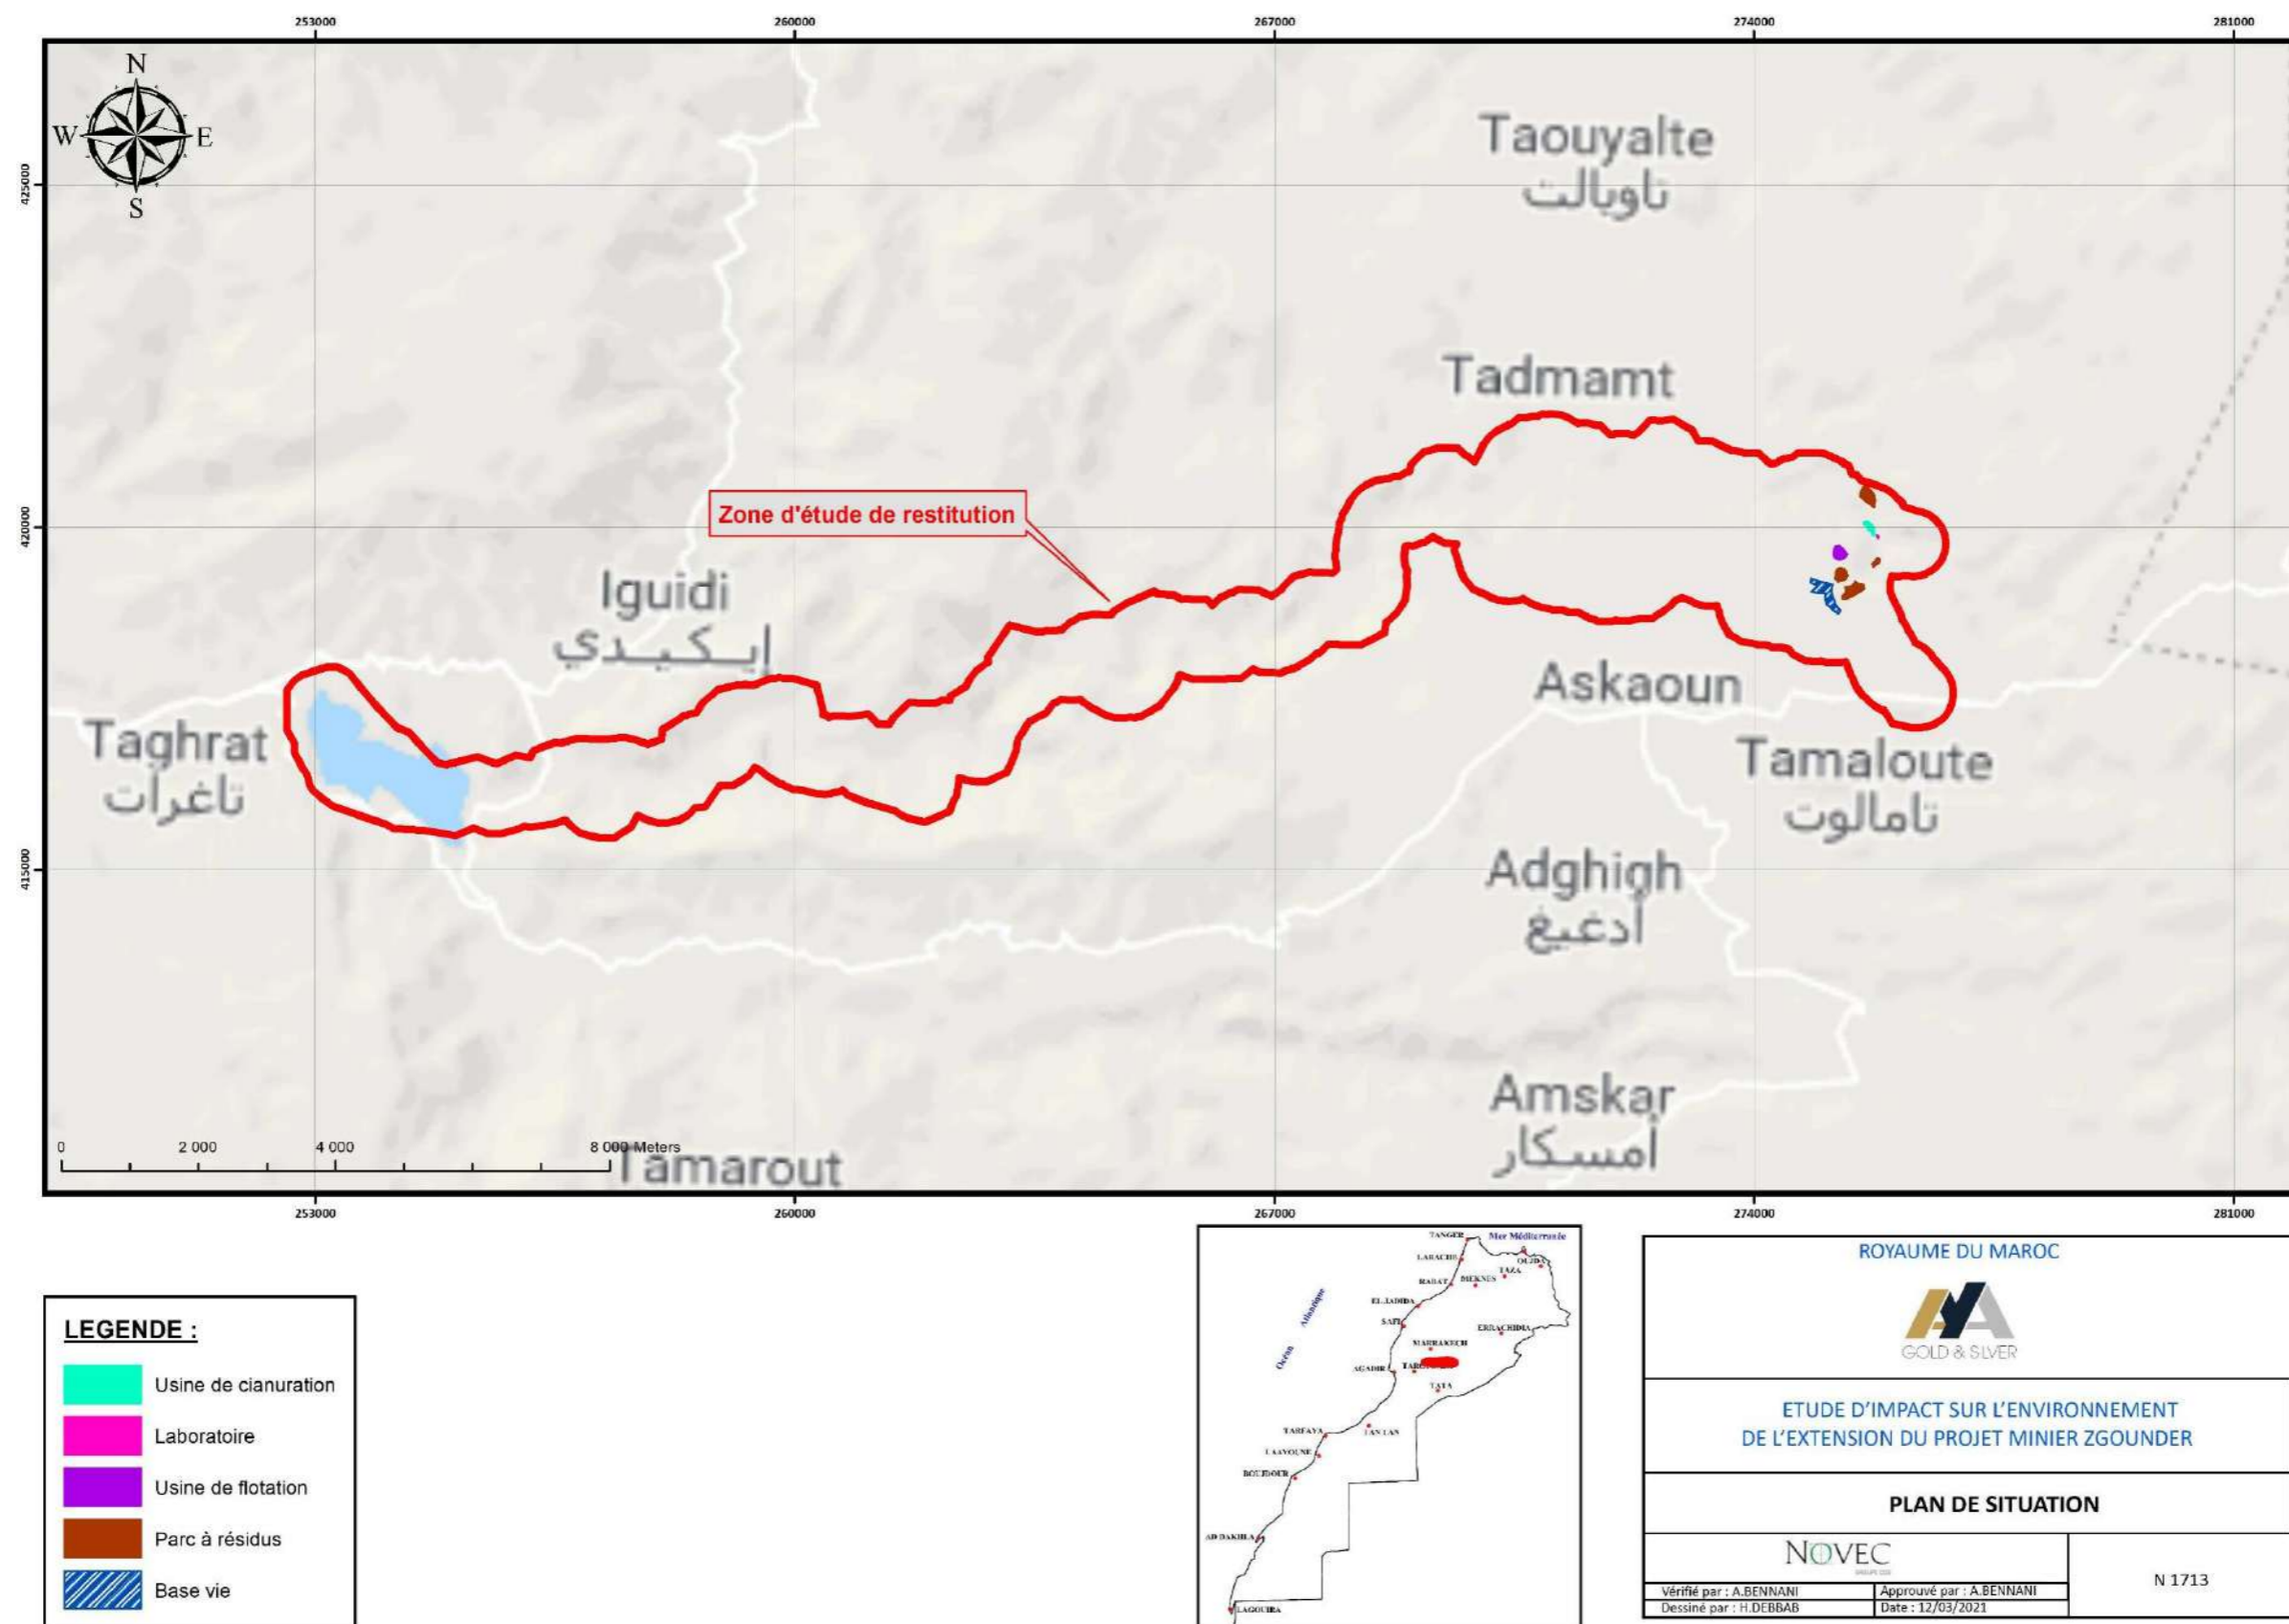 253000
260000
267000
274000
281000
N
W
E
S
425000
420000
415000
Taouyalte
تاويالت
Tadmamt
Zone d'étude de restitution
Iguidi
إيـكـيـدي
Taghrat
تاغرات
Askaoun
Tamaloute
تامالوت
Adghigh
أدغيغ
Amskar
أمسكار
Tamarout
0
2 000
4 000
8 000 Meters
253000
260000
267000
274000
281000
LEGENDE :
Usine de cianuration
Laboratoire
Usine de flotation
Parc à résidus
Base vie
TANGER
Mer Méditerranée
LARACHE
OUJDA
TAZA
RABAT
MEKNES
EL JADIDA
Océan Atlantique
SAFI
ERRACHIDIA
MARRAKECH
AGADIR
TATA
TARFAYA
TAN TAN
LAAYOUNE
BOUJDOUR
AD DAKHLA
LAGOUIRA
ROYAUME DU MAROC
AYA
GOLD & SILVER
ETUDE D'IMPACT SUR L'ENVIRONNEMENT
DE L'EXTENSION DU PROJET MINIER ZGOUNDER
PLAN DE SITUATION
NOVEC
N 1713
Vérifié par : A.BENNANI
Approuvé par : A.BENNANI
Dessiné par : H.DEBBAB
Date : 12/03/2021